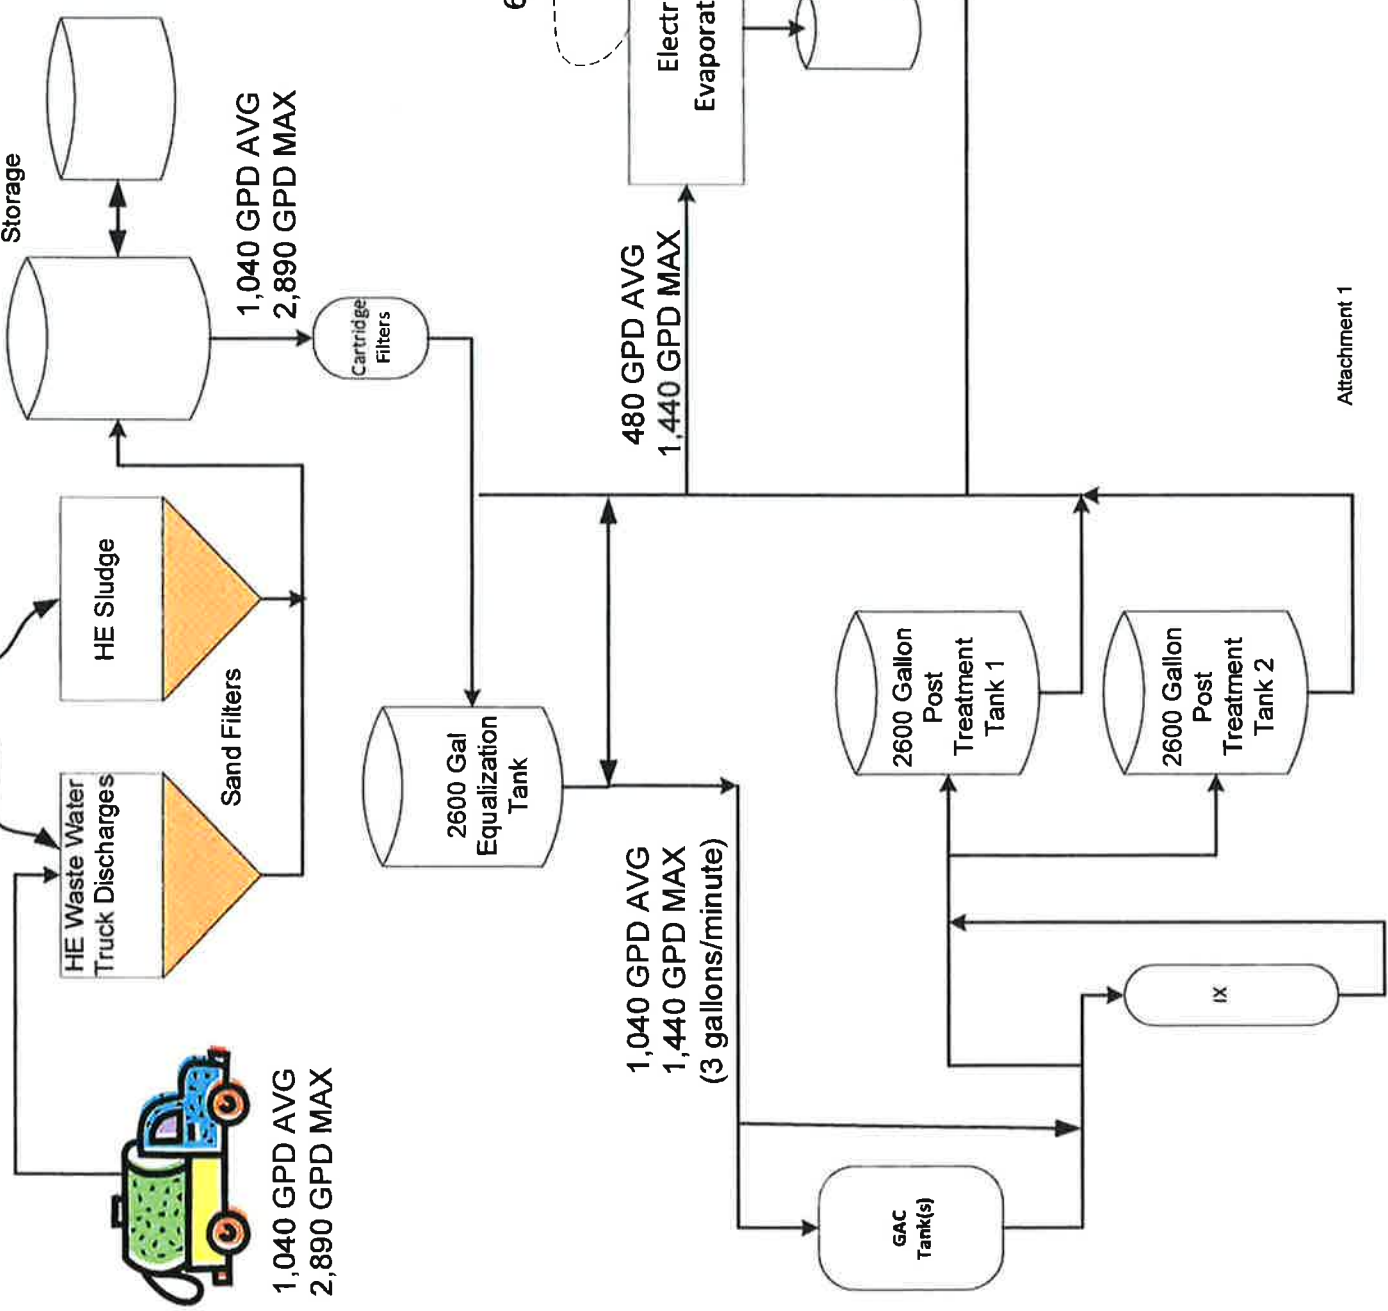 Storage
HE Waste Water
Truck Discharges
HE Sludge
Sand Filters
1,040 GPD AVG
2,890 GPD MAX
1,040 GPD AVG
2,890 GPD MAX
Cartridge
Filters
2600 Gal
Equalization
Tank
6
1,040 GPD AVG
1,440 GPD MAX
(3 gallons/minute)
480 GPD AVG
1,440 GPD MAX
Electr
Evaporat
GAC
Tank(s)
2600 Gallon
Post
Treatment
Tank 1
IX
2600 Gallon
Post
Treatment
Tank 2
Attachment 1